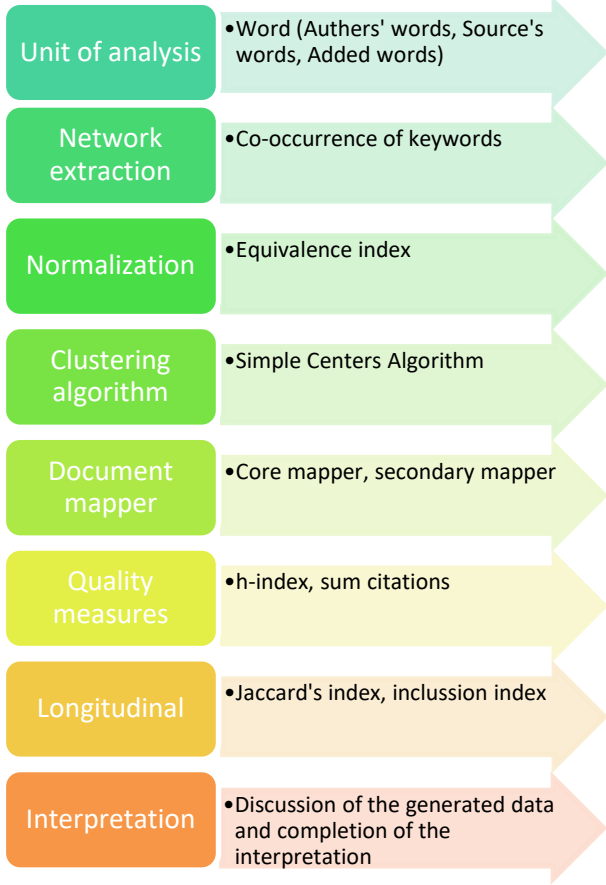 Unit of analysis
•Word (Authers' words, Source's
words, Added words)
Network
extraction
•Co-occurrence of keywords
Normalization
•Equivalence index
Clustering
algorithm
•Simple Centers Algorithm
Document
mapper
•Core mapper, secondary mapper
Quality
measures
•h-index, sum citations
Longitudinal
•Jaccard's index, inclussion index
Interpretation
•Discussion of the generated data
and completion of the
interpretation